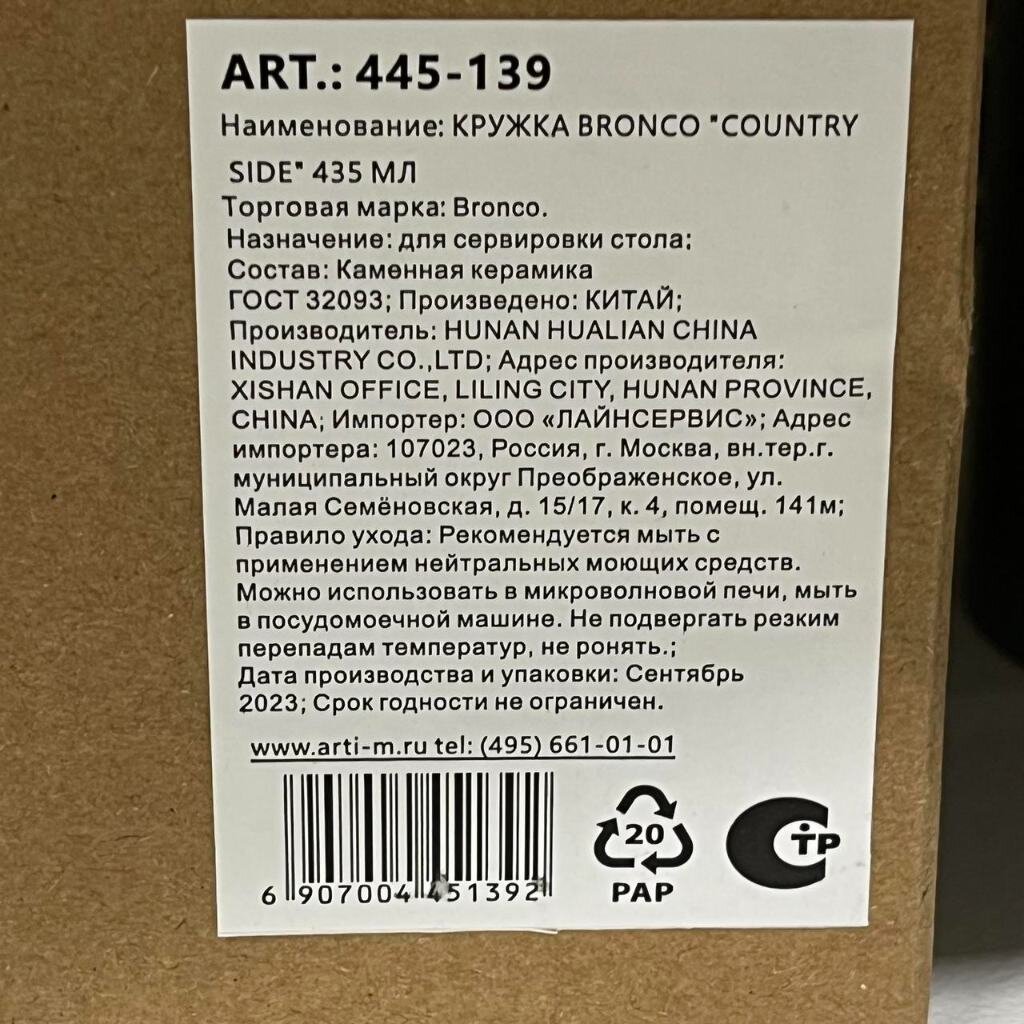 ART.: 445-139
Наименование: КРУЖКА BRONCO "COUNTRY
SIDE" 435 МЛ
Торговая марка: Bronco.
Назначение: для сервировки стола;
Состав: Каменная керамика
ГОСТ 32093; Произведено: КИТАЙ;
Производитель: HUNAN HUALIAN CHINA
INDUSTRY CO.,LTD; Адрес производителя:
XISHAN OFFICE, LILING CITY, HUNAN PROVINCE,
CHINA; Импортер: ООО «ЛАЙНСЕРВИС»; Адрес
импортера: 107023, Россия, г. Москва, вн.тер.г.
муниципальный округ Преображенское, ул.
Малая Семёновская, д. 15/17, к. 4, помещ. 141м;
Правило ухода: Рекомендуется мыть с
применением нейтральных моющих средств.
Можно использовать в микроволновой печи, мыть
в посудомоечной машине. Не подвергать резким
перепадам температур, не ронять.;
Дата производства и упаковки: Сентябрь
2023; Срок годности не ограничен.
www.arti-m.ru tel: (495) 661-01-01
6 907004 451392
20
PAP
СТР